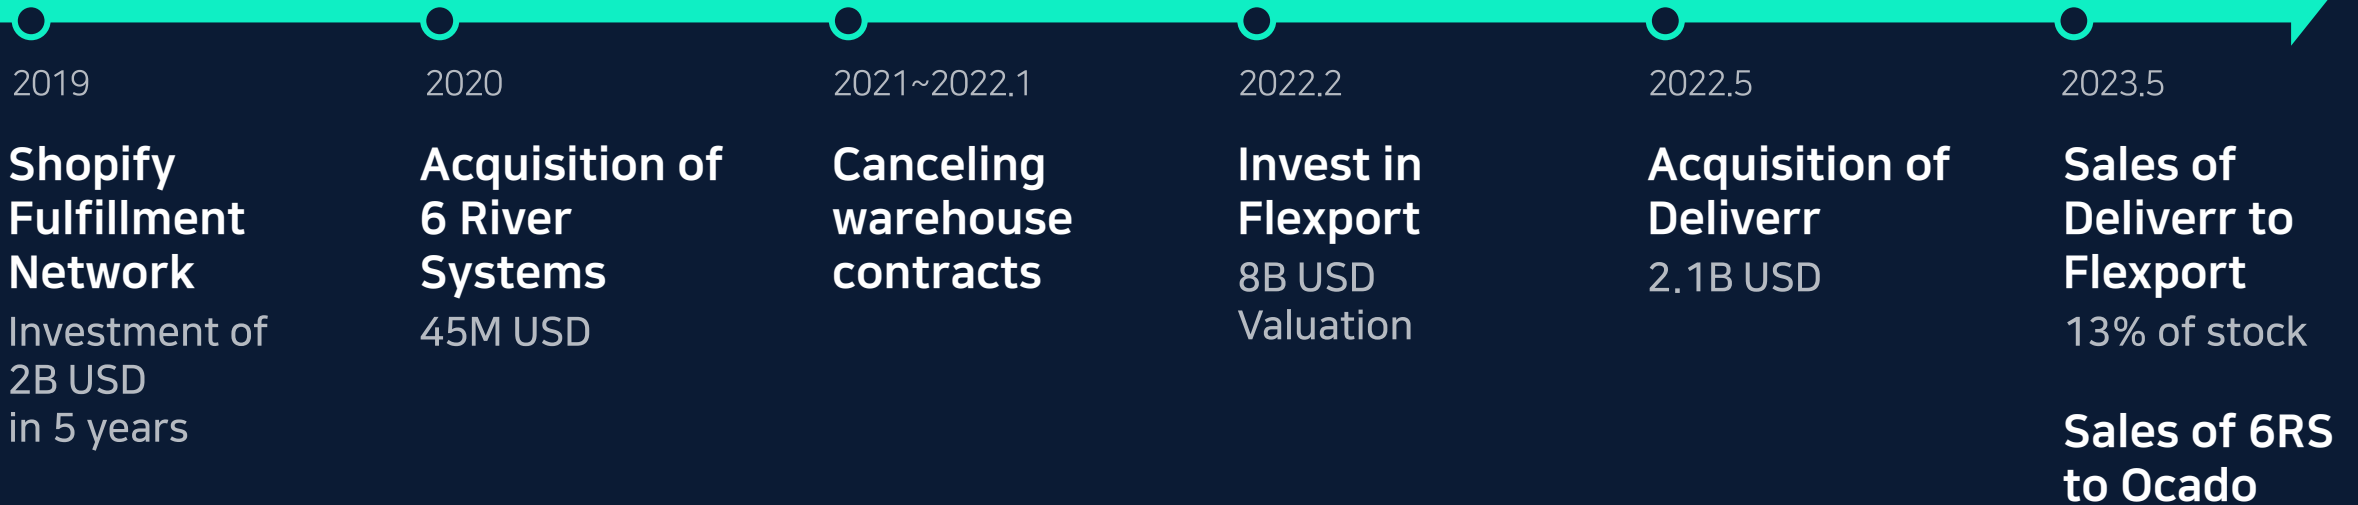 2019
Shopify
Fulfillment
Network
Investment of
2B USD
in 5 years
2020
Acquisition of
6 River
Systems
45M USD
2021~2022.1
Canceling
warehouse
contracts
2022.2
Invest in
Flexport
8B USD
Valuation
2022.5
Acquisition of
Deliverr
2.1B USD
2023.5
Sales of
Deliverr to
Flexport
13% of stock
Sales of 6RS
to Ocado